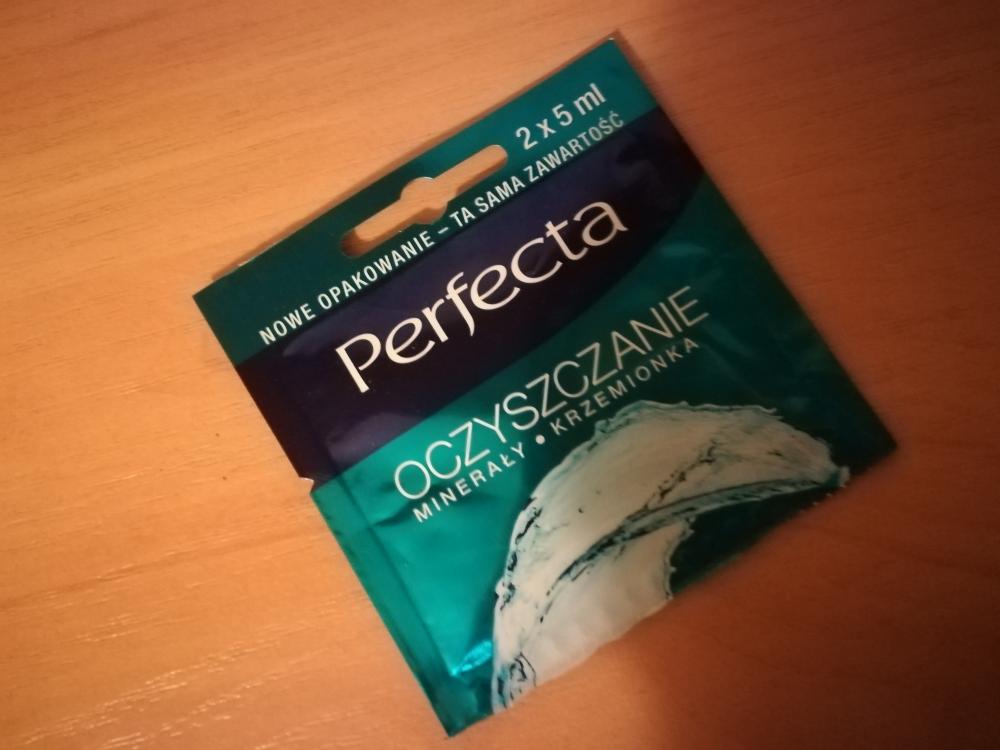 2 x 5 ml
NOWE OPAKOWANIE – TA SAMA ZAWARTOŚĆ
Perfecta
OCZYSZCZANIE
MINERAŁY • KRZEMIONKA